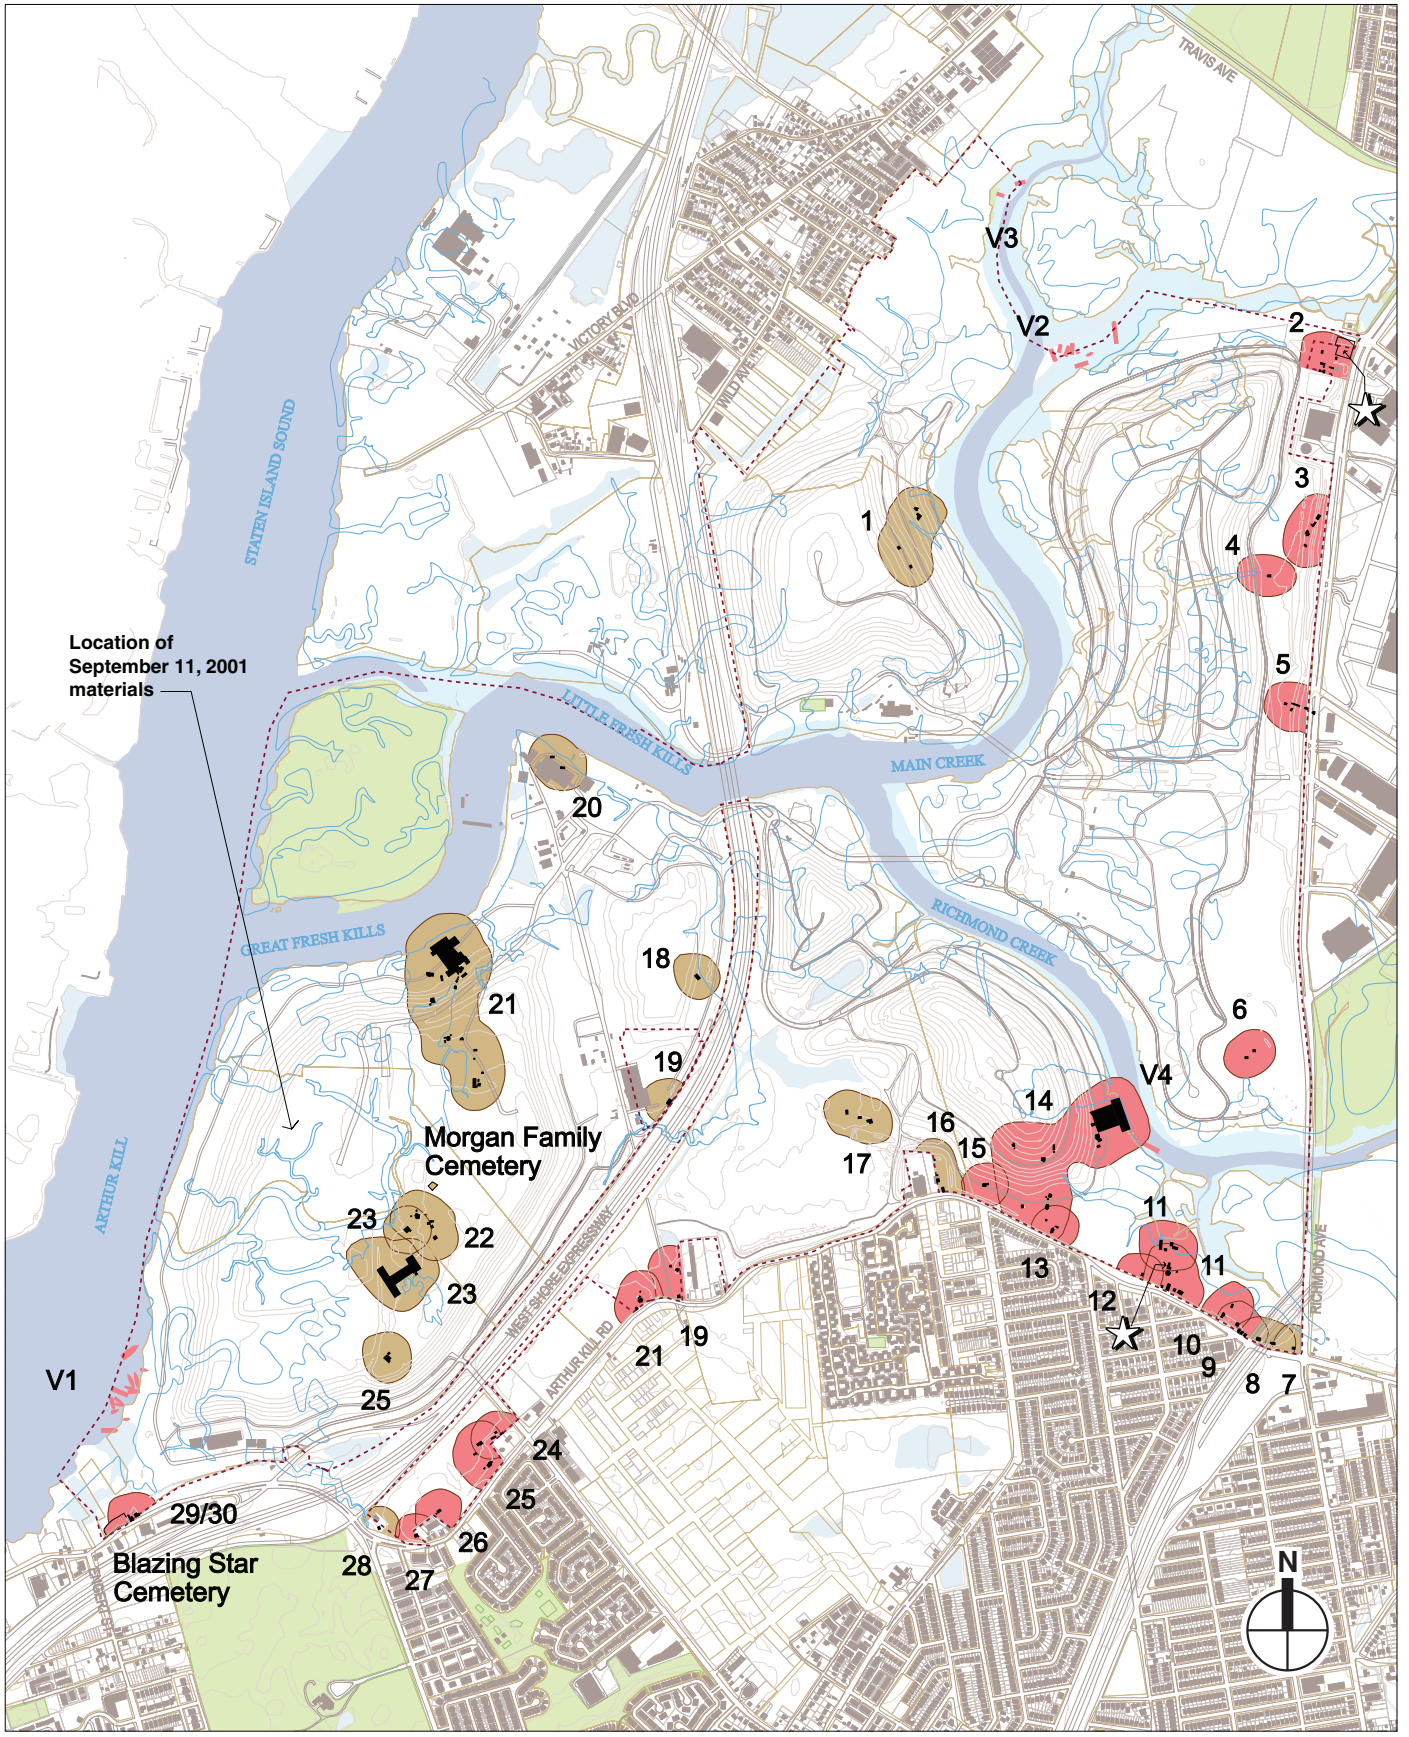 TRAVIS AVE
V3
V2
VICTORY BLVD
WILD AVE
2
STATEN ISLAND SOUND
3
1
4
Location of
September 11, 2001
materials
5
LITTLE FRESH KILLS
MAIN CREEK
20
RICHMOND CREEK
GREAT FRESH KILLS
18
21
6
19
V4
14
Morgan Family
Cemetery
16
15
17
ARTHUR KILL
23
22
11
11
RICHMOND AVE
WEST SHORE EXPRESSWAY
13
23
12
19
ARTHUR KILL RD
21
10
9
8
7
V1
25
24
25
29/30
26
28
27
Blazing Star
Cemetery
N